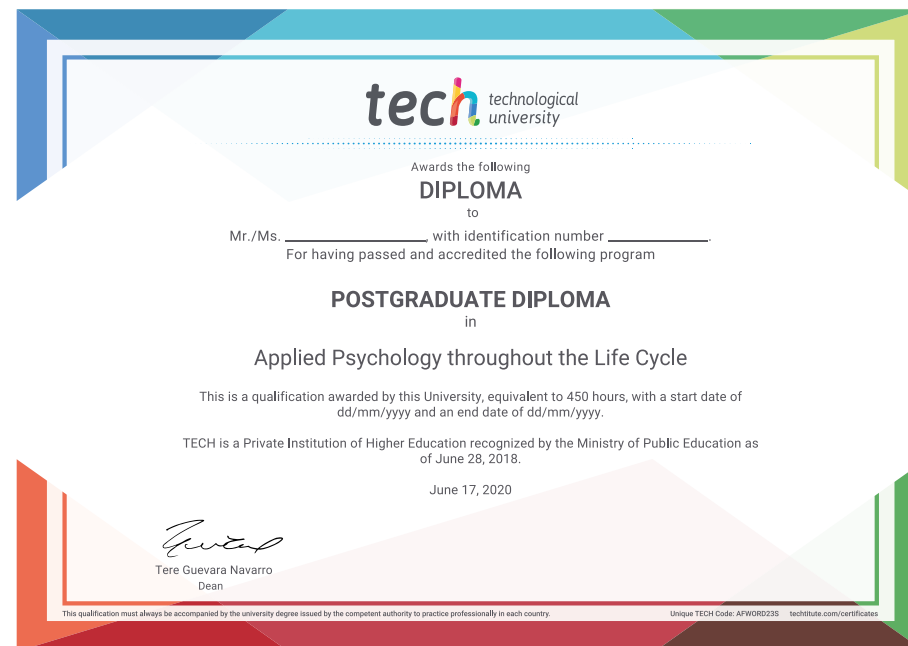 tech technological
university
Awards the following
DIPLOMA
to
Mr./Ms. ____________, with identification number ____________.
For having passed and accredited the following program
POSTGRADUATE DIPLOMA
in
Applied Psychology throughout the Life Cycle
This is a qualification awarded by this University, equivalent to 450 hours, with a start date of
dd/mm/yyyy and an end date of dd/mm/yyyy.
TECH is a Private Institution of Higher Education recognized by the Ministry of Public Education as
of June 28, 2018.
June 17, 2020
Tere Guevara Navarro
Dean
This qualification must always be accompanied by the university degree issued by the competent authority to practice professionally in each country. Unique TECH Code: AFWORD23S techtitute.com/certificates